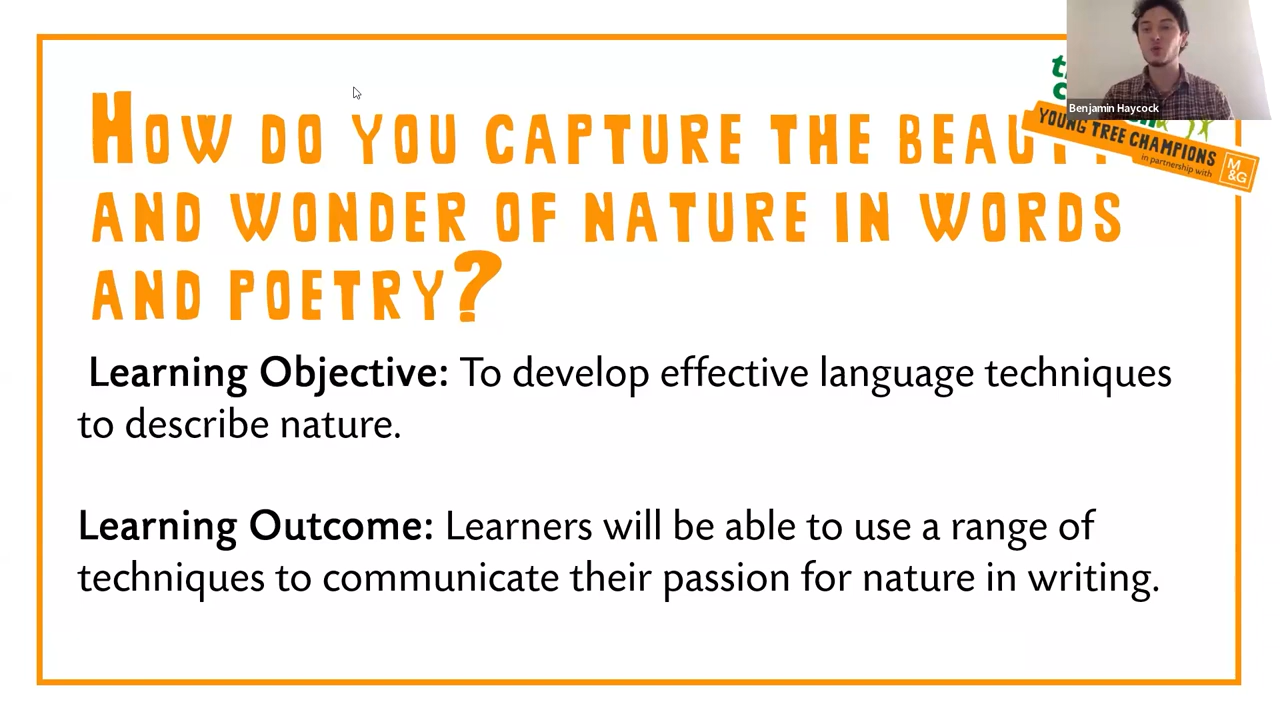 How do you capture the
and wonder of nature in words
and poetry?
Learning Objective: To develop effective language techniques
to describe nature.
Learning Outcome: Learners will be able to use a range of
techniques to communicate their passion for nature in writing.
Benjamin Haycock
YOUNG TREE CHAMPIONS
in partnership with
M
&G